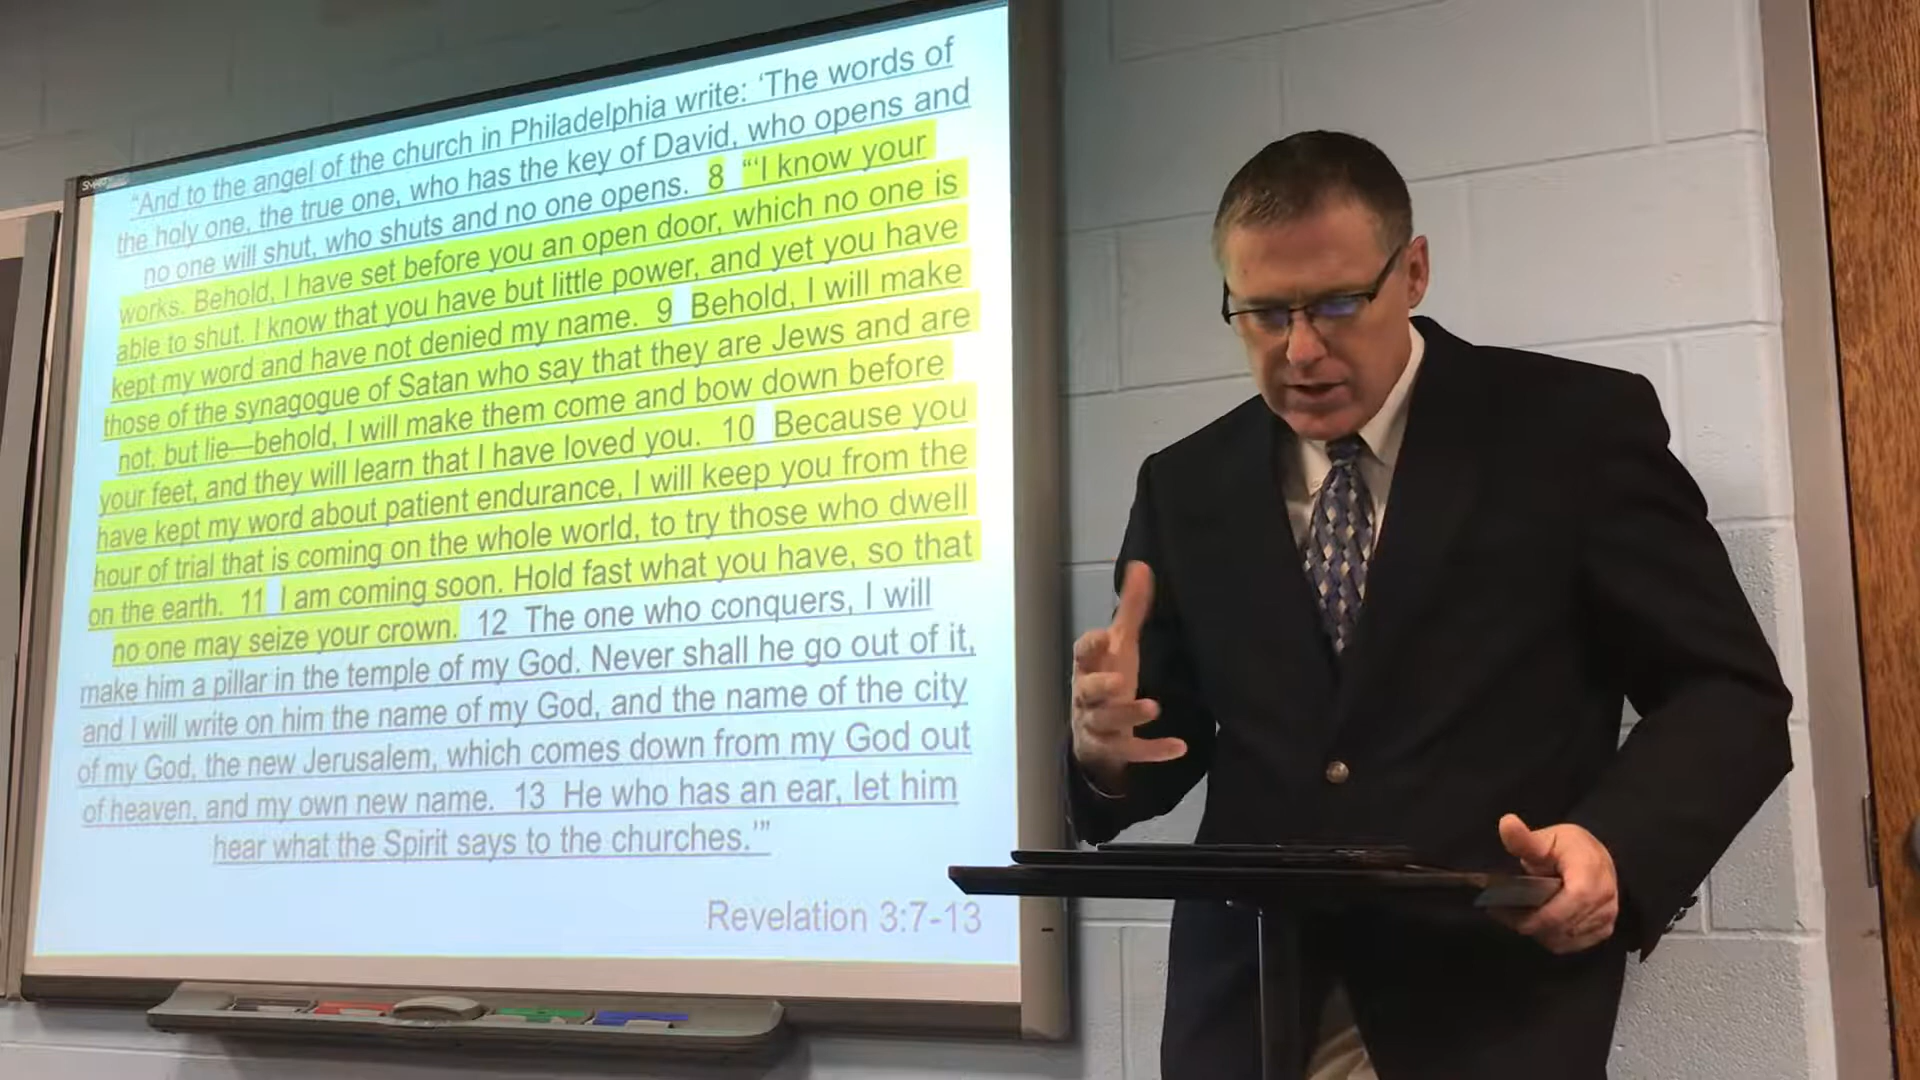 SMART
“And to the angel of the church in Philadelphia write: ‘The words of
the holy one, the true one, who has the key of David, who opens and
no one will shut, who shuts and no one opens. 8 “‘I know your
works. Behold, I have set before you an open door, which no one is
able to shut. I know that you have but little power, and yet you have
kept my word and have not denied my name. 9 Behold, I will make
those of the synagogue of Satan who say that they are Jews and are
not, but lie—behold, I will make them come and bow down before
your feet, and they will learn that I have loved you. 10 Because you
have kept my word about patient endurance, I will keep you from the
hour of trial that is coming on the whole world, to try those who dwell
on the earth. 11 I am coming soon. Hold fast what you have, so that
no one may seize your crown. 12 The one who conquers, I will
make him a pillar in the temple of my God. Never shall he go out of it,
and I will write on him the name of my God, and the name of the city
of my God, the new Jerusalem, which comes down from my God out
of heaven, and my own new name. 13 He who has an ear, let him
hear what the Spirit says to the churches.’”
Revelation 3:7-13